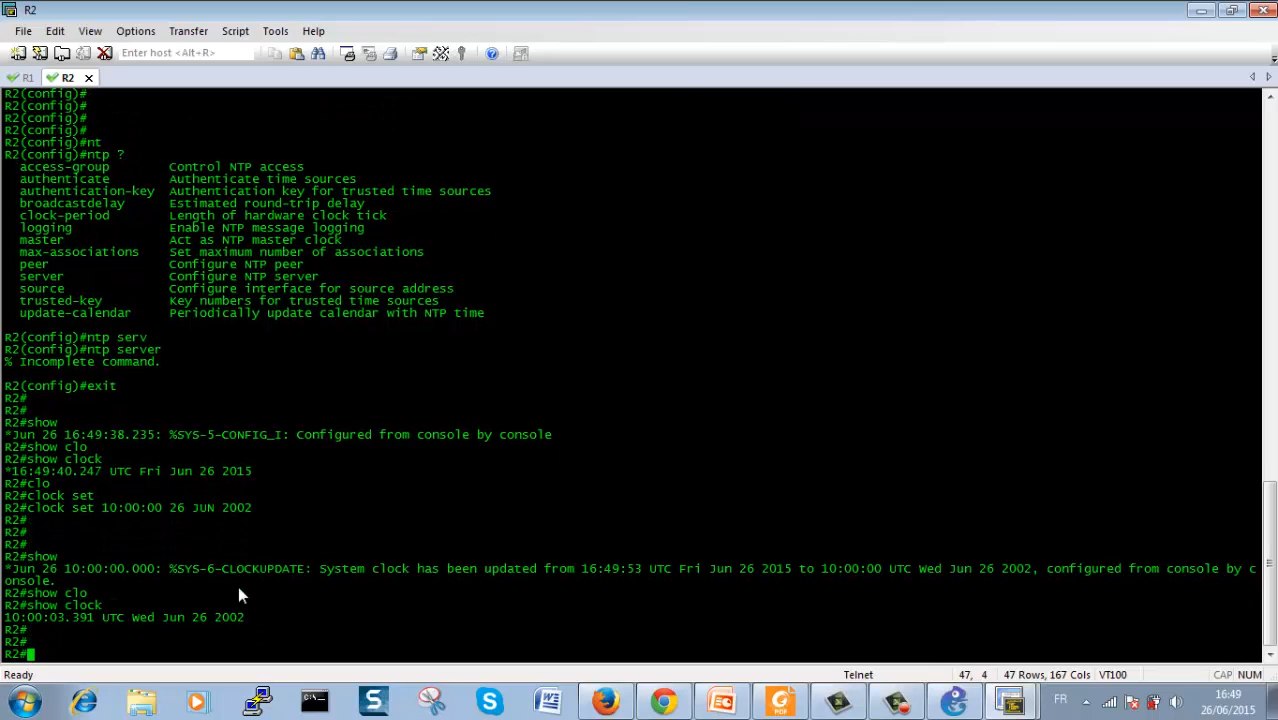 R2
File Edit View Options Transfer Script Tools Help
Enter host <Alt+R>
R1 R2
R2(config)#
R2(config)#
R2(config)#
R2(config)#
R2(config)#nt
R2(config)#ntp ?
access-group Control NTP access
authenticate Authenticate time sources
authentication-key Authentication key for trusted time sources
broadcastdelay Estimated round-trip delay
clock-period Length of hardware clock tick
logging Enable NTP message logging
master Act as NTP master clock
max-associations Set maximum number of associations
peer Configure NTP peer
server Configure NTP server
source Configure interface for source address
trusted-key Key numbers for trusted time sources
update-calendar Periodically update calendar with NTP time
R2(config)#ntp serv
R2(config)#ntp server
% Incomplete command.
R2(config)#exit
R2#
R2#
R2#show
*Jun 26 16:49:38.235: %SYS-5-CONFIG_I: Configured from console by console
R2#show clo
R2#show clock
*16:49:40.247 UTC Fri Jun 26 2015
R2#clo
R2#clock set
R2#clock set 10:00:00 26 JUN 2002
R2#
R2#
R2#
R2#show
*Jun 26 10:00:00.000: %SYS-6-CLOCKUPDATE: System clock has been updated from 16:49:53 UTC Fri Jun 26 2015 to 10:00:00 UTC Wed Jun 26 2002, configured from console by c
onsole.
R2#show clo
R2#show clock
10:00:03.391 UTC Wed Jun 26 2002
R2#
R2#
R2#
Ready Telnet 47, 4 47 Rows, 167 Cols VT100 CAP NUM
FR 16:49
26/06/2015